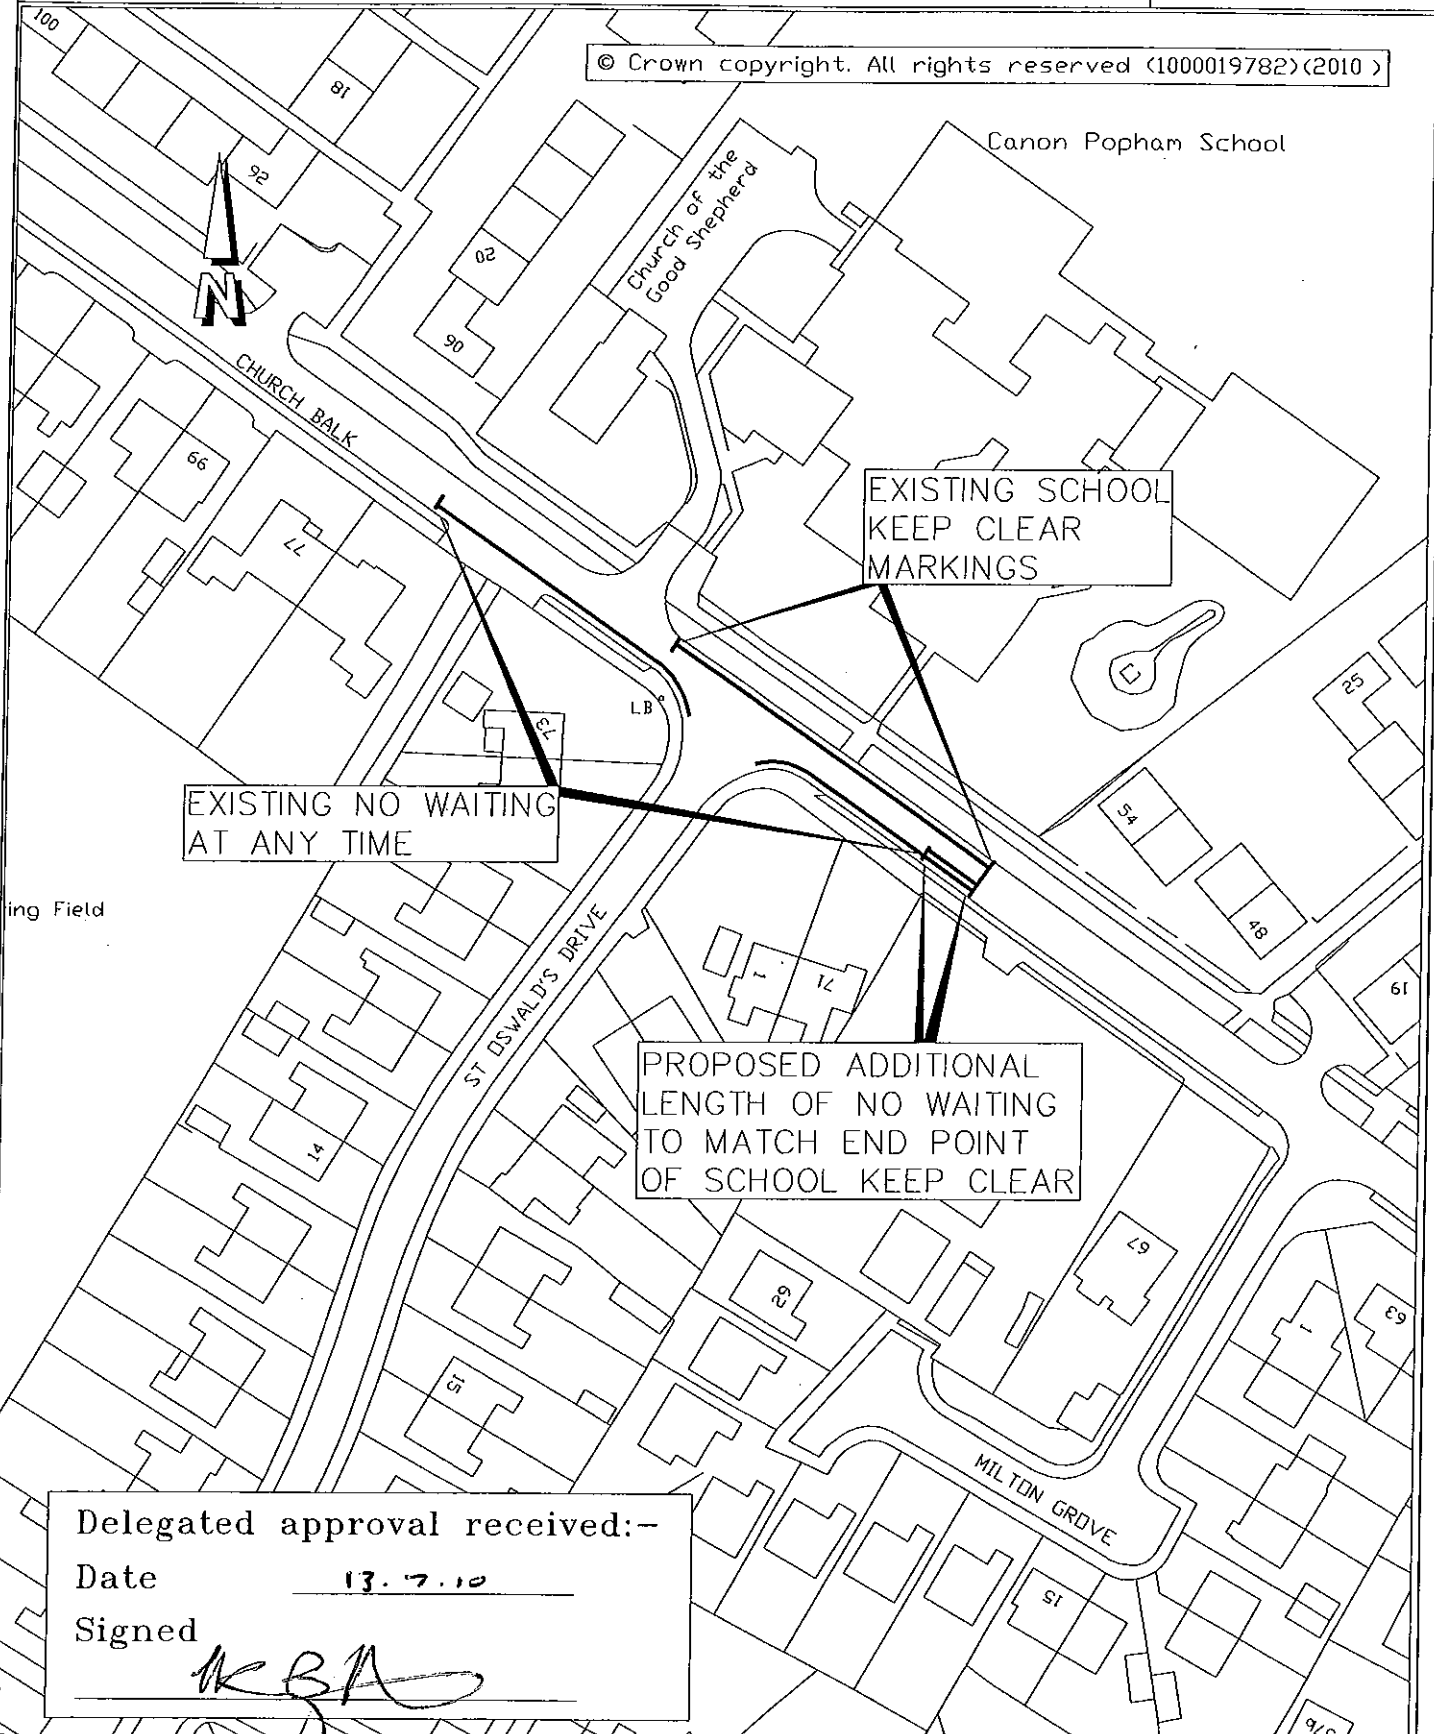 © Crown copyright. All rights reserved (1000019782)(2010 )
100
18
92
Canon Popham School
Church of the
Good Shepherd
20
90
CHURCH BALK
99
77
EXISTING SCHOOL
KEEP CLEAR
MARKINGS
N
LB
73
25
EXISTING NO WAITING
AT ANY TIME
54
48
ing Field
ST OSWALD'S DRIVE
1
71
19
PROPOSED ADDITIONAL
LENGTH OF NO WAITING
TO MATCH END POINT
OF SCHOOL KEEP CLEAR
14
67
29
1
63
15
MILTON GROVE
15
Delegated approval received:-
Date 13.7.10
Signed